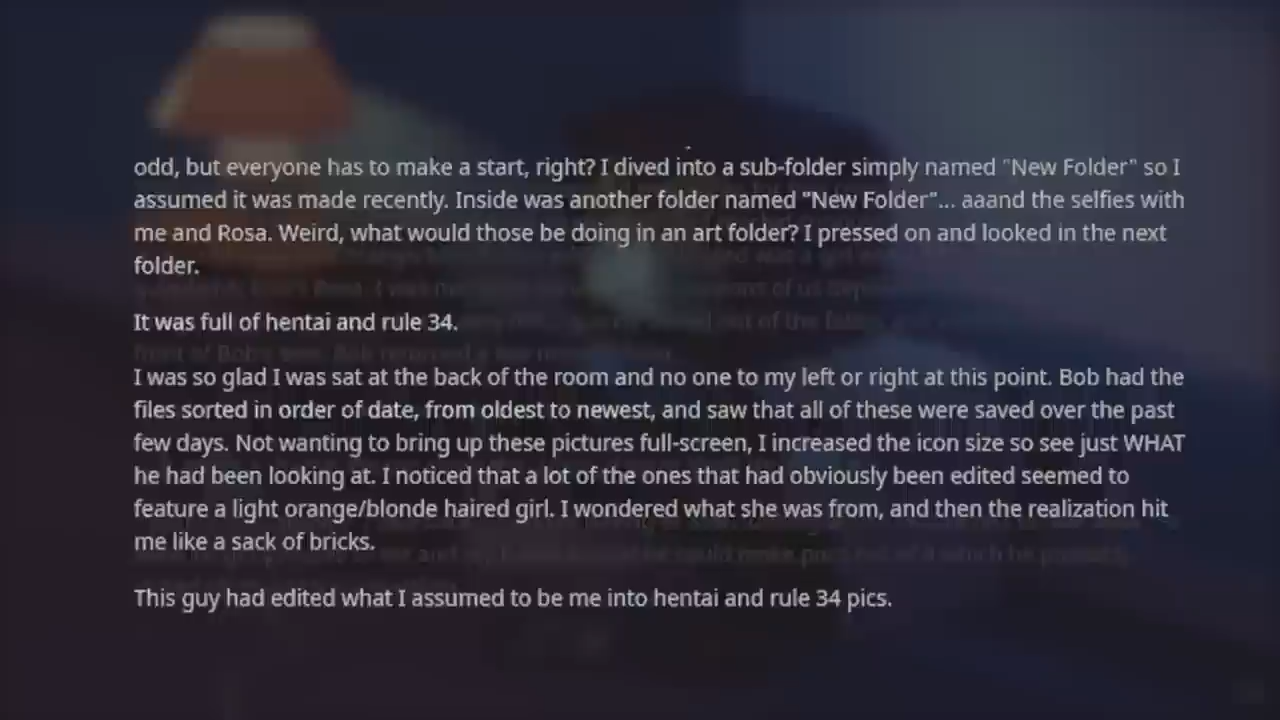 odd, but everyone has to make a start, right? I dived into a sub-folder simply named "New Folder" so I
assumed it was made recently. Inside was another folder named "New Folder"... aaand the selfies with
me and Rosa. Weird, what would those be doing in an art folder? I pressed on and looked in the next
folder.
It was full of hentai and rule 34.
I was so glad I was sat at the back of the room and no one to my left or right at this point. Bob had the
files sorted in order of date, from oldest to newest, and saw that all of these were saved over the past
few days. Not wanting to bring up these pictures full-screen, I increased the icon size so see just WHAT
he had been looking at. I noticed that a lot of the ones that had obviously been edited seemed to
feature a light orange/blonde haired girl. I wondered what she was from, and then the realization hit
me like a sack of bricks.
This guy had edited what I assumed to be me into hentai and rule 34 pics.